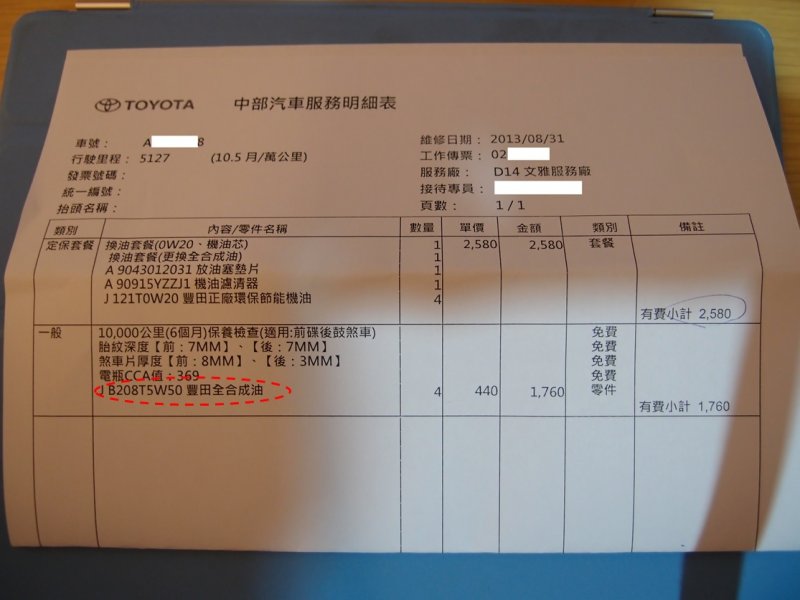 TOYOTA 中部汽車服務明細表
車號： A 8 維修日期： 2013/08/31
行駛里程： 5127 (10.5 月/萬公里) 工作傳票： 02
發票號碼： 服務廠： D14 文雅服務廠
統一編號： 接待專員：
抬頭名稱： 頁數： 1 / 1
類別 內容/零件名稱 數量 單價 金額 類別 備註
定保套餐 換油套餐(0W20、機油芯) 1 2,580 2,580 套餐
換油套餐(更換全合成油) 1
A 9043012031 放油塞墊片 1
A 90915YZZJ1 機油濾清器 1
J 121T0W20 豐田正廠環保節能機油 4
有費小計 2,580
一般 10,000公里(6個月)保養檢查(適用:前碟後鼓煞車) 免費
胎紋深度【前：7MM】、【後：7MM】 免費
煞車片厚度【前：8MM】、【後：3MM】 免費
電瓶CCA值：369 免費
J B208T5W50 豐田全合成油 4 440 1,760 零件
有費小計 1,760